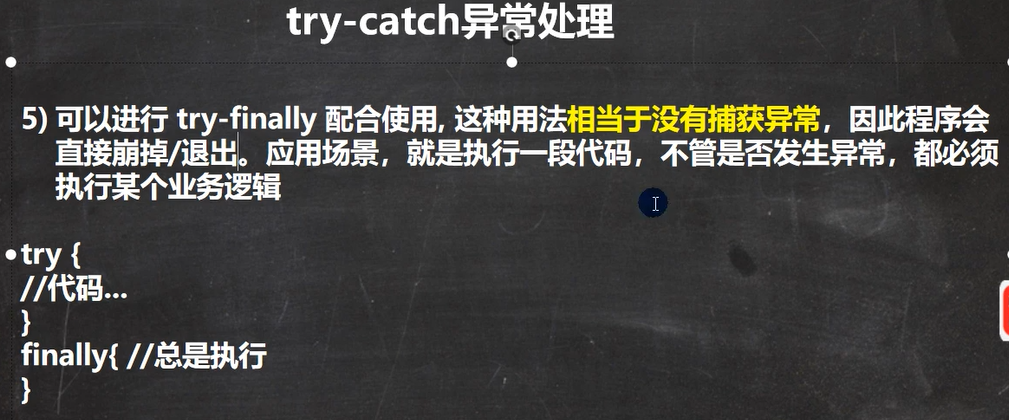 try-catch异常处理
5) 可以进行 try-finally 配合使用, 这种用法相当于没有捕获异常，因此程序会
直接崩掉/退出。应用场景，就是执行一段代码，不管是否发生异常，都必须
执行某个业务逻辑
try {
//代码...
}
finally{ //总是执行
}